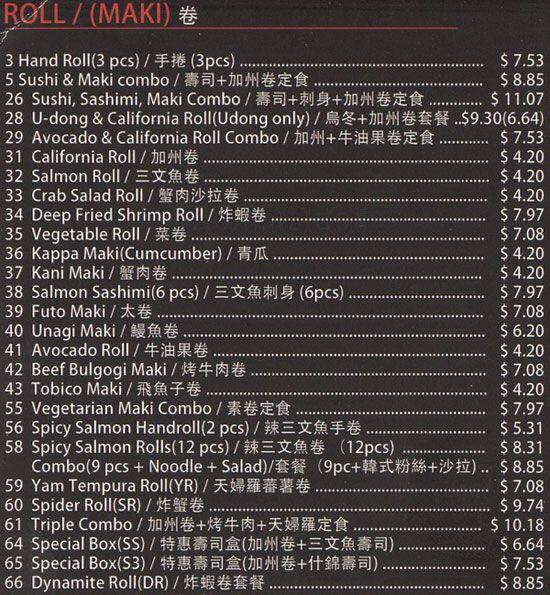 ROLL / (MAKI) 卷
3 Hand Roll(3 pcs) / 手捲 (3pcs) $ 7.53
5 Sushi & Maki combo / 壽司+加州卷定食 $ 8.85
26 Sushi, Sashimi, Maki Combo / 壽司+刺身+加州卷定食 $ 11.07
28 U-dong & California Roll(Udong only) / 烏冬+加州卷套餐 ..$9.30(6.64)
29 Avocado & California Roll Combo / 加州+牛油果卷定食 $ 7.53
31 California Roll / 加州卷 $ 4.20
32 Salmon Roll / 三文魚卷 $ 4.20
33 Crab Salad Roll / 蟹肉沙拉卷 $ 4.20
34 Deep Fried Shrimp Roll / 炸蝦卷 $ 7.97
35 Vegetable Roll / 菜卷 $ 7.08
36 Kappa Maki(Cumcumber) / 青瓜 $ 4.20
37 Kani Maki / 蟹肉卷 $ 4.20
38 Salmon Sashimi(6 pcs) / 三文魚刺身 (6pcs) $ 7.97
39 Futo Maki / 太卷 $ 7.08
40 Unagi Maki / 鰻魚卷 $ 6.20
41 Avocado Roll / 牛油果卷 $ 4.20
42 Beef Bulgogi Maki / 烤牛肉卷 $ 7.08
43 Tobico Maki / 飛魚子卷 $ 4.20
55 Vegetarian Maki Combo / 素卷定食 $ 7.97
56 Spicy Salmon Handroll(2 pcs) / 辣三文魚手卷 $ 5.31
58 Spicy Salmon Rolls(12 pcs) / 辣三文魚卷 （12pcs) $ 8.31
Combo(9 pcs + Noodle + Salad)/套餐（9pc+韓式粉絲+沙拉) .. $ 8.85
59 Yam Tempura Roll(YR) / 天婦羅蕃薯卷 $ 7.08
60 Spider Roll(SR) / 炸蟹卷 $ 9.74
61 Triple Combo / 加州卷+烤牛肉+天婦羅定食 $ 10.18
64 Special Box(SS) / 特惠壽司盒(加州卷+三文魚壽司) $ 6.64
65 Special Box(S3) / 特惠壽司盒(加州卷+什錦壽司) $ 7.53
66 Dynamite Roll(DR) / 炸蝦卷套餐 $ 8.85